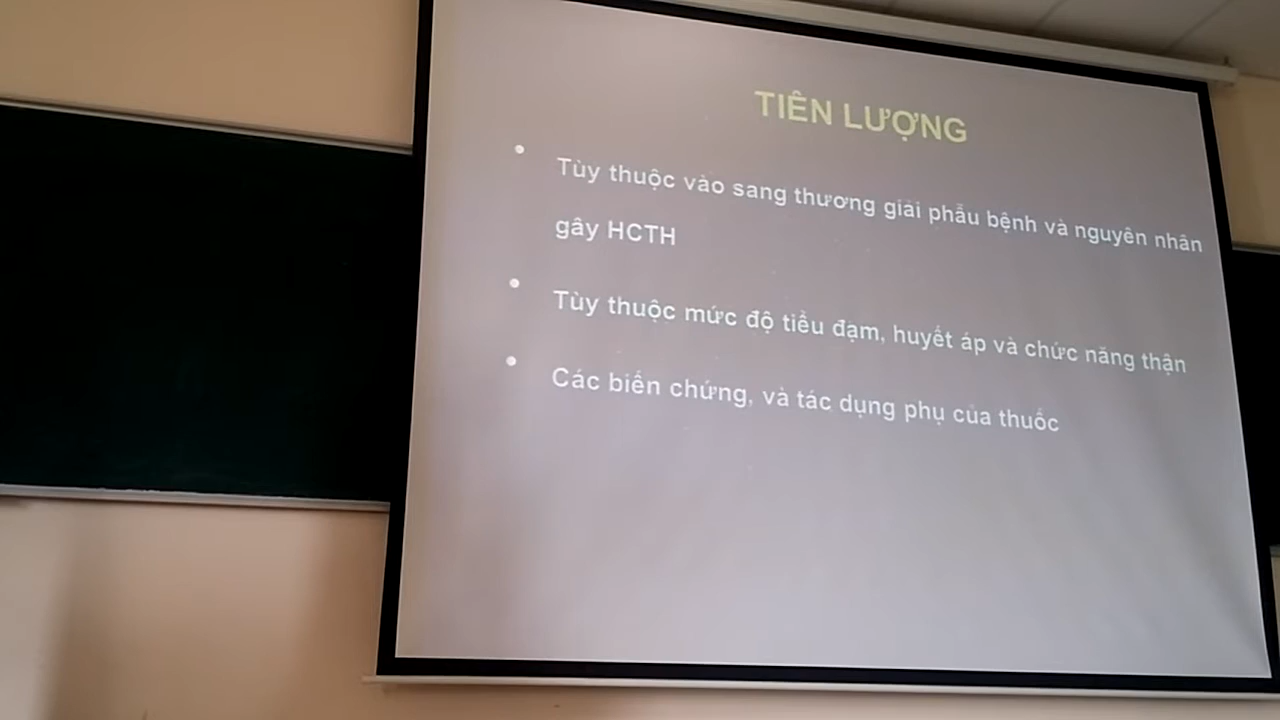 TIÊN LƯỢNG
• Tùy thuộc vào sang thương giải phẫu bệnh và nguyên nhân
gây HCTH
• Tùy thuộc mức độ tiểu đạm, huyết áp và chức năng thận
• Các biến chứng, và tác dụng phụ của thuốc